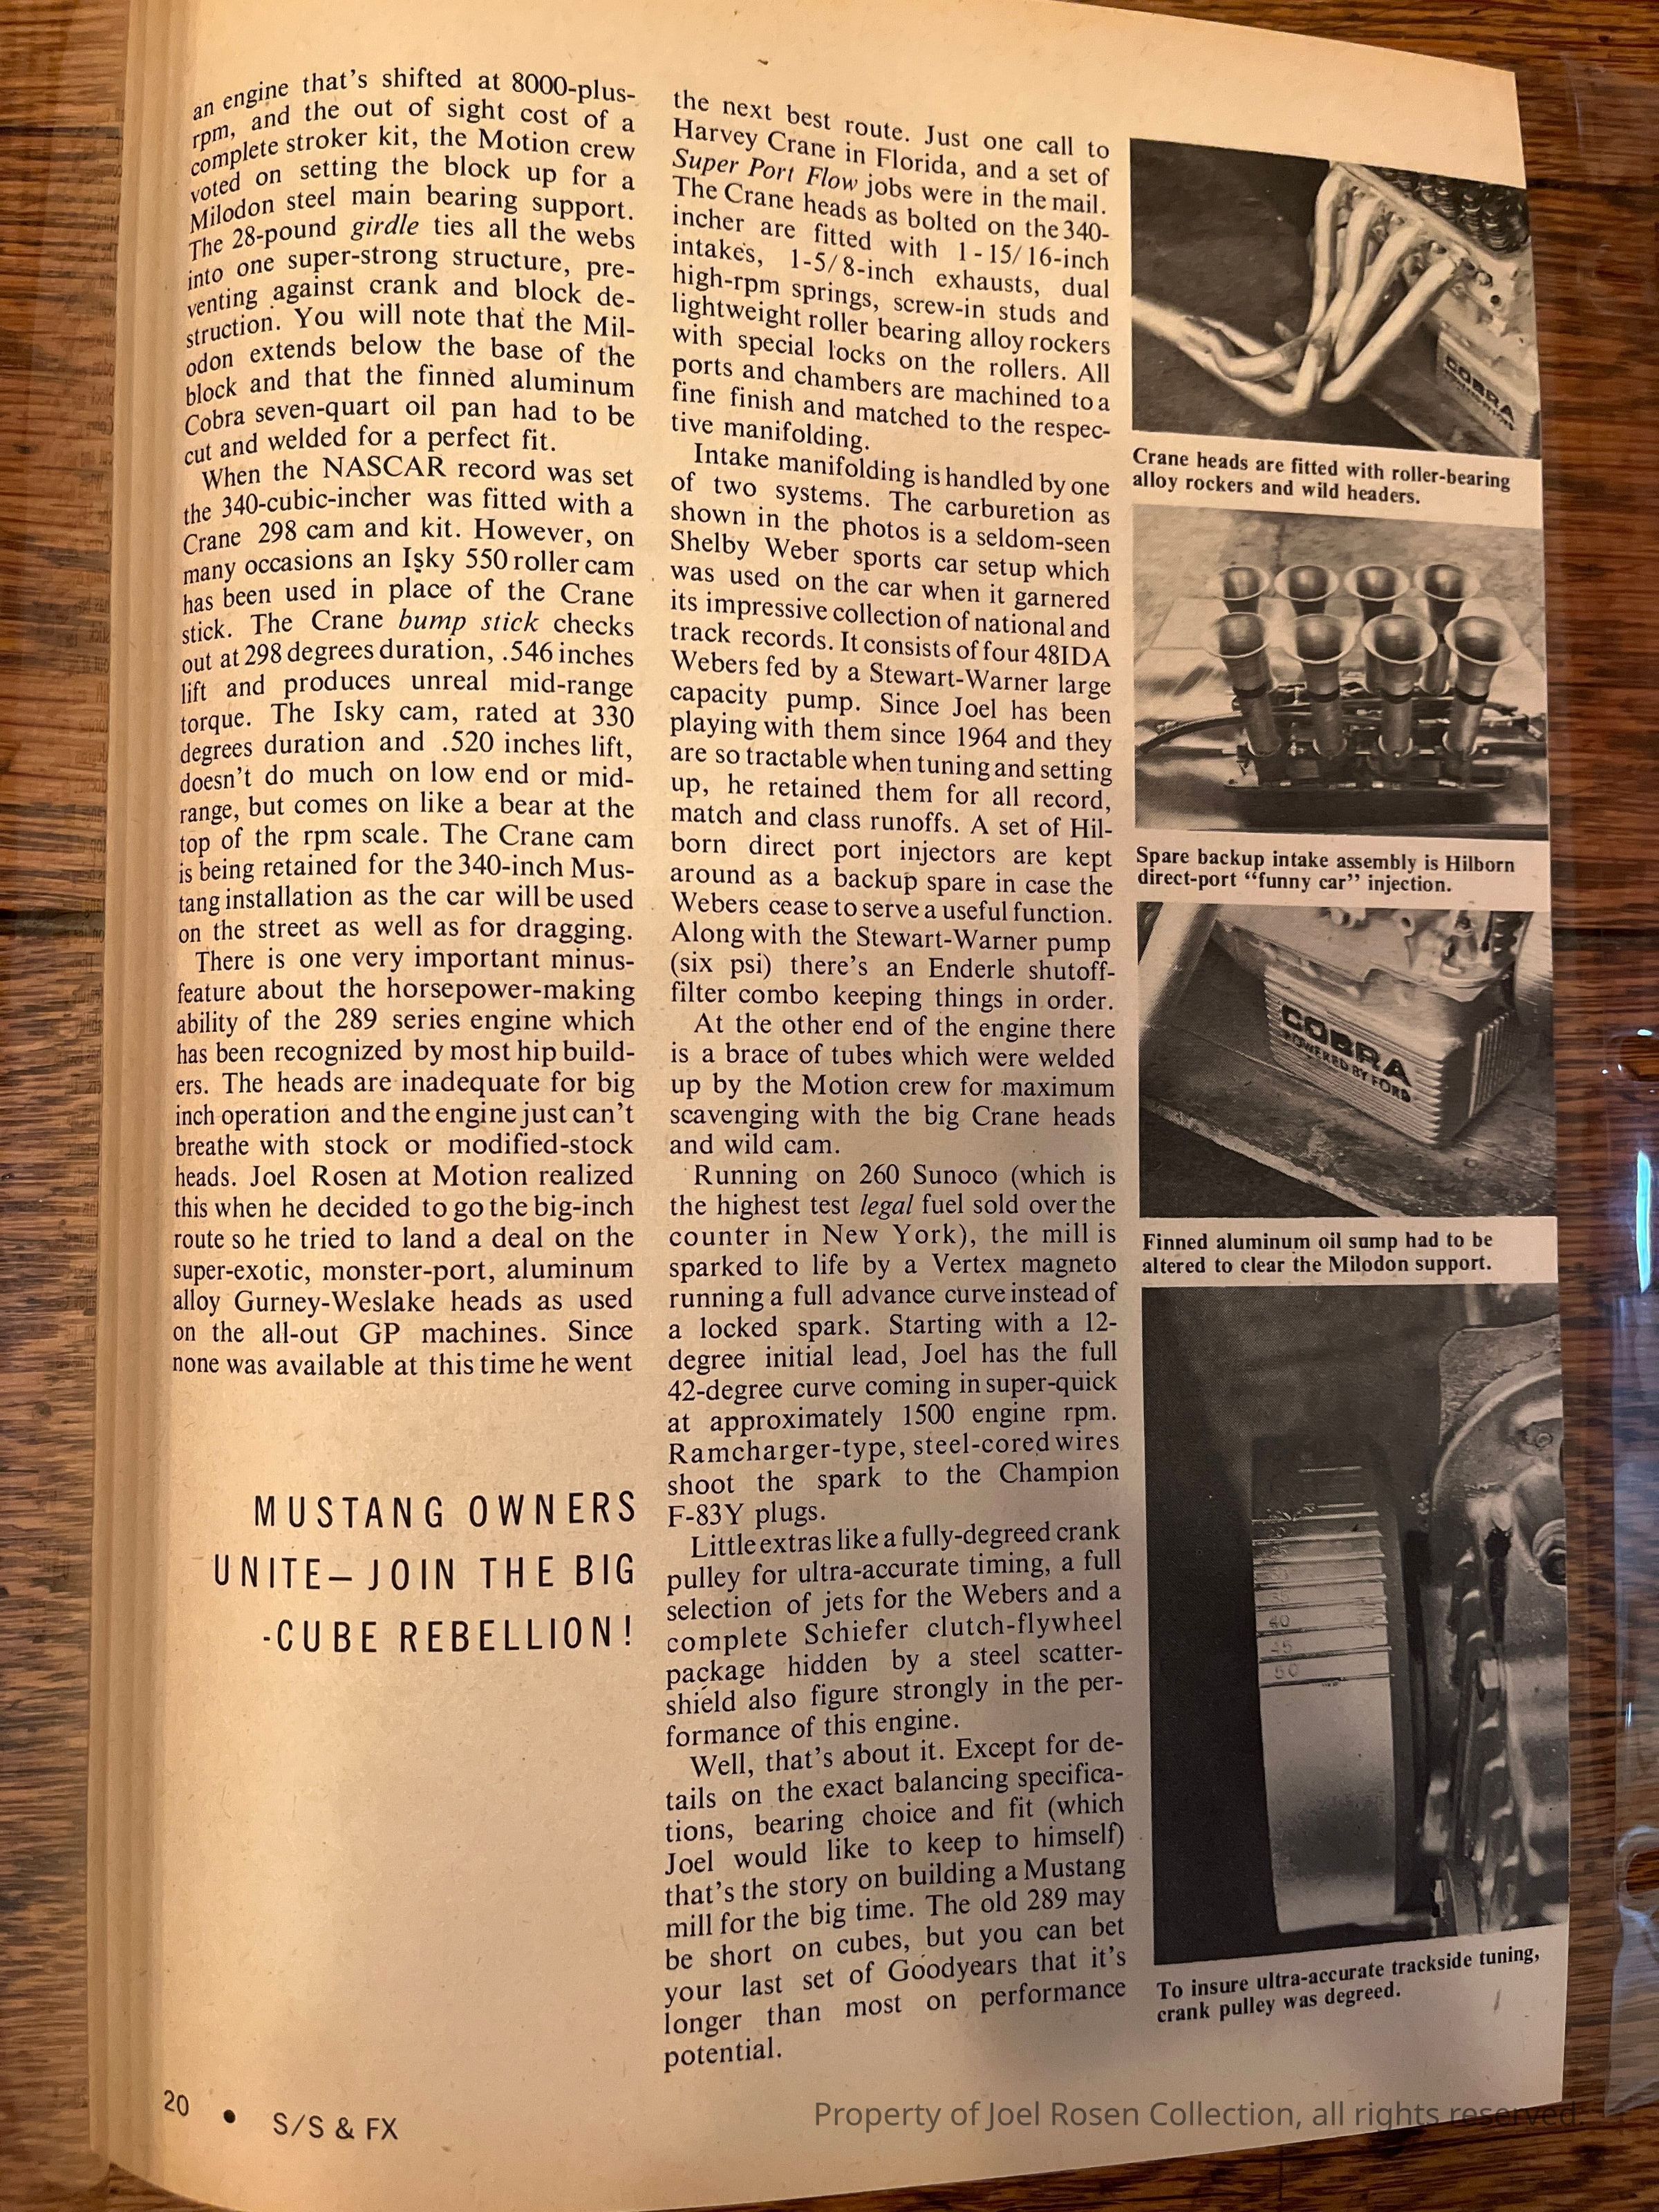 an engine that's shifted at 8000-plus-
rpm, and the out of sight cost of a
complete stroker kit, the Motion crew
voted on setting the block up for a
Milodon steel main bearing support.
The 28-pound girdle ties all the webs
into one super-strong structure, pre-
venting against crank and block de-
struction. You will note that the Mil-
odon extends below the base of the
block and that the finned aluminum
Cobra seven-quart oil pan had to be
cut and welded for a perfect fit.
When the NASCAR record was set
the 340-cubic-incher was fitted with a
Crane 298 cam and kit. However, on
many occasions an Isky 550 roller cam
has been used in place of the Crane
stick. The Crane bump stick checks
out at 298 degrees duration, .546 inches
lift and produces unreal mid-range
torque. The Isky cam, rated at 330
degrees duration and .520 inches lift,
doesn't do much on low end or mid-
range, but comes on like a bear at the
top of the rpm scale. The Crane cam
is being retained for the 340-inch Mus-
tang installation as the car will be used
on the street as well as for dragging.
There is one very important minus-
feature about the horsepower-making
ability of the 289 series engine which
has been recognized by most hip build-
ers. The heads are inadequate for big
inch operation and the engine just can't
breathe with stock or modified-stock
heads. Joel Rosen at Motion realized
this when he decided to go the big-inch
route so he tried to land a deal on the
super-exotic, monster-port, aluminum
alloy Gurney-Weslake heads as used
on the all-out GP machines. Since
none was available at this time he went
MUSTANG OWNERS
UNITE—JOIN THE BIG
-CUBE REBELLION!
the next best route. Just one call to
Harvey Crane in Florida, and a set of
Super Port Flow jobs were in the mail.
The Crane heads as bolted on the 340-
incher are fitted with 1-15/16-inch
intakes, 1-5/8-inch exhausts, dual
high-rpm springs, screw-in studs and
lightweight roller bearing alloy rockers
with special locks on the rollers. All
ports and chambers are machined to a
fine finish and matched to the respec-
tive manifolding.
Intake manifolding is handled by one
of two systems. The carburetion as
shown in the photos is a seldom-seen
Shelby Weber sports car setup which
was used on the car when it garnered
its impressive collection of national and
track records. It consists of four 48IDA
Webers fed by a Stewart-Warner large
capacity pump. Since Joel has been
playing with them since 1964 and they
are so tractable when tuning and setting
up, he retained them for all record,
match and class runoffs. A set of Hil-
born direct port injectors are kept
around as a backup spare in case the
Webers cease to serve a useful function.
Along with the Stewart-Warner pump
(six psi) there's an Enderle shutoff-
filter combo keeping things in order.
At the other end of the engine there
is a brace of tubes which were welded
up by the Motion crew for maximum
scavenging with the big Crane heads
and wild cam.
Running on 260 Sunoco (which is
the highest test legal fuel sold over the
counter in New York), the mill is
sparked to life by a Vertex magneto
running a full advance curve instead of
a locked spark. Starting with a 12-
degree initial lead, Joel has the full
42-degree curve coming in super-quick
at approximately 1500 engine rpm.
Ramcharger-type, steel-cored wires
shoot the spark to the Champion
F-83Y plugs.
Little extras like a fully-degreed crank
pulley for ultra-accurate timing, a full
selection of jets for the Webers and a
complete Schiefer clutch-flywheel
package hidden by a steel scatter-
shield also figure strongly in the per-
formance of this engine.
Well, that's about it. Except for de-
tails on the exact balancing specifica-
tions, bearing choice and fit (which
Joel would like to keep to himself)
that's the story on building a Mustang
mill for the big time. The old 289 may
be short on cubes, but you can bet
your last set of Goodyears that it's
longer than most on performance
potential.
COBRA
Crane heads are fitted with roller-bearing
alloy rockers and wild headers.
Spare backup intake assembly is Hilborn
direct-port "funny car" injection.
COBRA
POWERED BY FORD
Finned aluminum oil sump had to be
altered to clear the Milodon support.
40
45
50
To insure ultra-accurate trackside tuning,
crank pulley was degreed.
20 • S/S & FX
Property of Joel Rosen Collection, all rights reserved.